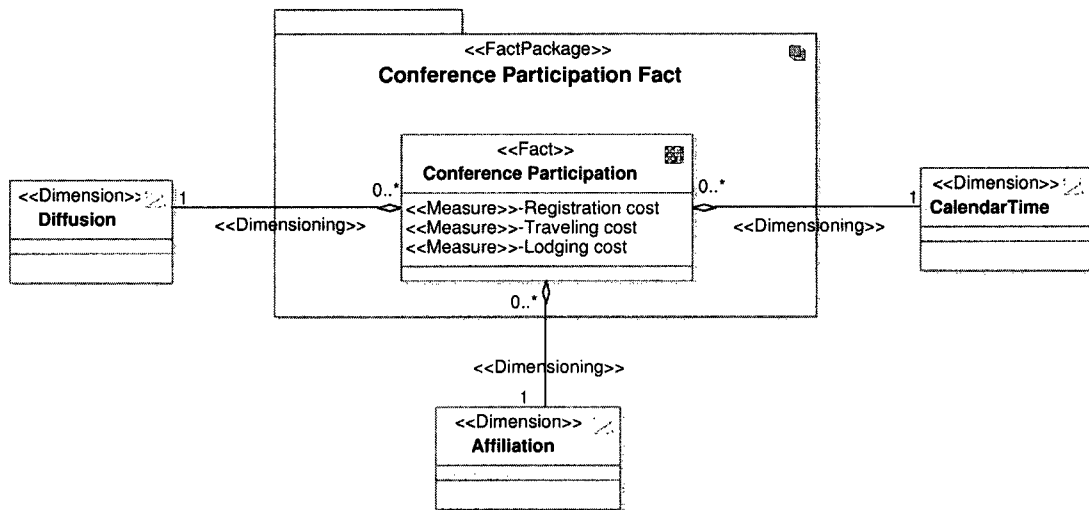 <<FactPackage>>
Conference Participation Fact
<<Fact>>
Conference Participation
<<Measure>>-Registration cost
<<Measure>>-Traveling cost
<<Measure>>-Lodging cost
<<Dimension>>
Diffusion
1
0..*
<<Dimensioning>>
0..*
1
<<Dimensioning>>
<<Dimension>>
CalendarTime
0..*
<<Dimensioning>>
1
<<Dimension>>
Affiliation